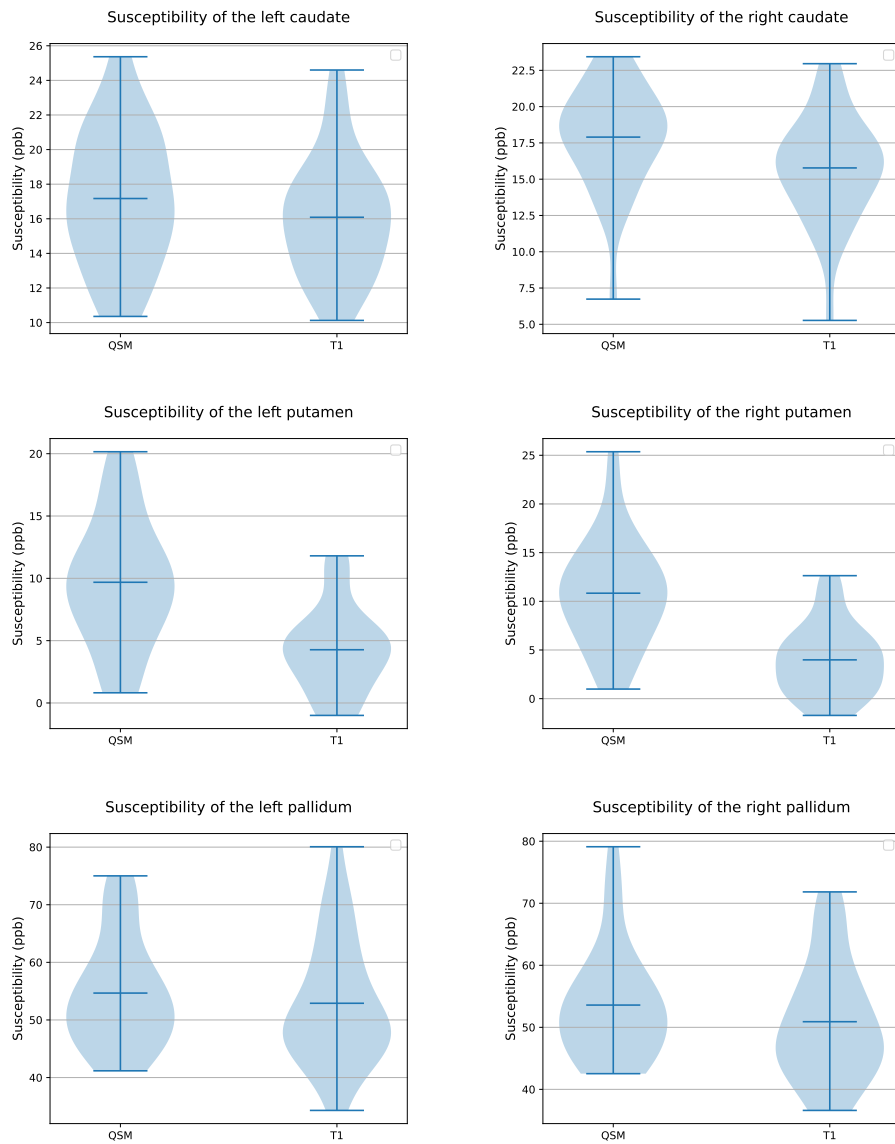 Susceptibility of the left caudate
Susceptibility (ppb)
26
24
22
20
18
16
14
12
10
QSM
T1
Susceptibility of the right caudate
Susceptibility (ppb)
22.5
20.0
17.5
15.0
12.5
10.0
7.5
5.0
QSM
T1
Susceptibility of the left putamen
Susceptibility (ppb)
20
15
10
5
0
QSM
T1
Susceptibility of the right putamen
Susceptibility (ppb)
25
20
15
10
5
0
QSM
T1
Susceptibility of the left pallidum
Susceptibility (ppb)
80
70
60
50
40
QSM
T1
Susceptibility of the right pallidum
Susceptibility (ppb)
80
70
60
50
40
QSM
T1